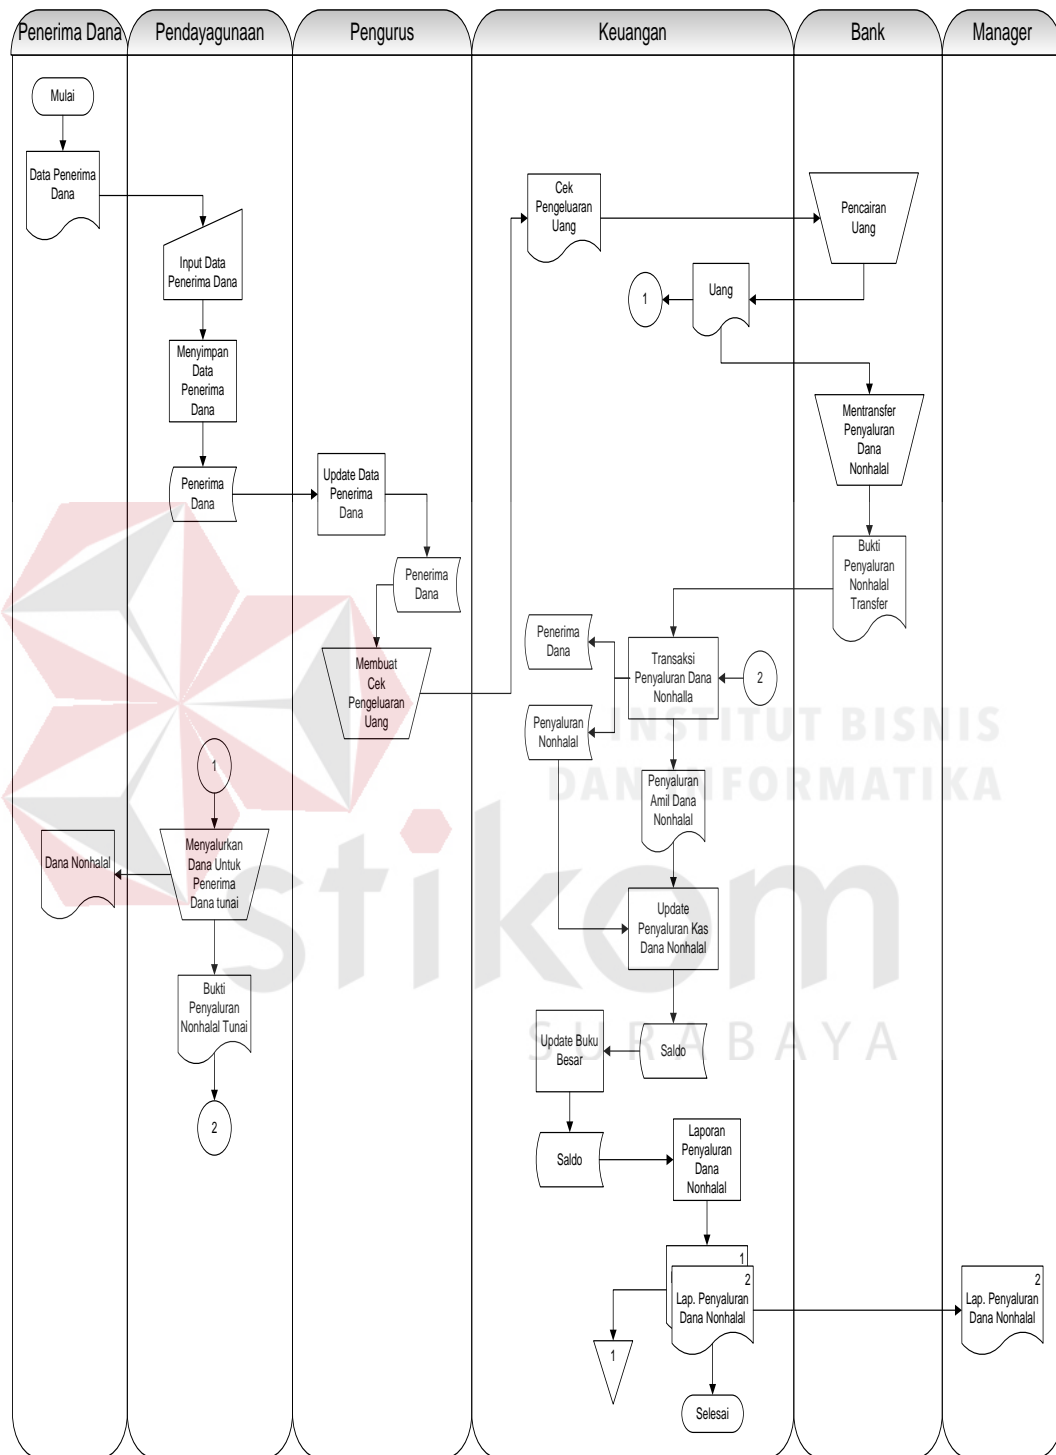 Penerima Dana
Pendayagunaan
Pengurus
Keuangan
Bank
Manager
Mulai
Data Penerima
Dana
Input Data
Penerima Dana
Menyimpan
Data
Penerima
Dana
Penerima
Dana
Update Data
Penerima
Dana
Penerima
Dana
Membuat
Cek
Pengeluaran
Uang
Cek
Pengeluaran
Uang
Pencairan
Uang
Uang
1
Mentransfer
Penyaluran
Dana
Nonhalal
Bukti
Penyaluran
Nonhalal
Transfer
Penerima
Dana
Transaksi
Penyaluran Dana
Nonhalla
2
Penyaluran
Nonhalal
INSTITUT BISNIS
DAN INFORMATIKA
Penyaluran
Amil Dana
Nonhalal
1
Menyalurkan
Dana Untuk
Penerima
Dana tunai
Dana Nonhalal
stikom
SURABAYA
Update
Penyaluran Kas
Dana Nonhalal
Bukti
Penyaluran
Nonhalal Tunai
2
Update Buku
Besar
Saldo
Saldo
Laporan
Penyaluran
Dana
Nonhalal
1
2
Lap. Penyaluran
Dana Nonhalal
2
Lap. Penyaluran
Dana Nonhalal
1
Selesai